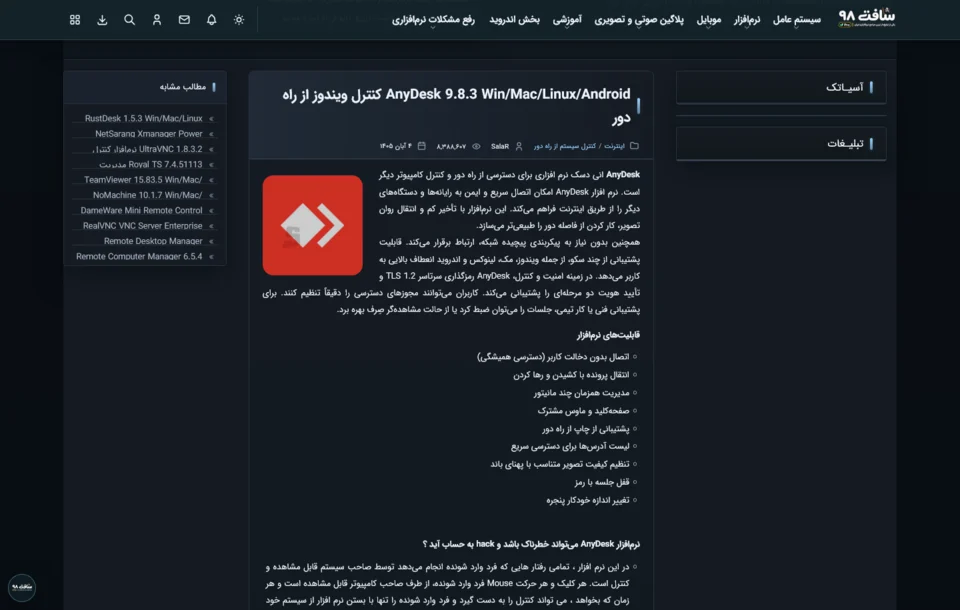 سافت ۹۸
سیستم عامل
نرم‌افزار
موبایل
پلاگین صوتی و تصویری
آموزشی
بخش اندروید
رفع مشکلات نرم‌افزاری
آسیـاتک
تبلیـغات
AnyDesk 9.8.3 Win/Mac/Linux/Android کنترل ویندوز از راه
دور
اینترنت / کنترل سیستم از راه دور
SalaR
۸,۳۸۸,۶۰۷
۴ آبان ۱۴۰۵
AnyDesk انی دسک نرم افزاری برای دسترسی از راه دور و کنترل کامپیوتر دیگر
است. نرم افزار AnyDesk امکان اتصال سریع و ایمن به رایانه‌ها و دستگاه‌های
دیگر را از طریق اینترنت فراهم می‌کند. این نرم‌افزار با تأخیر کم و انتقال روان
تصویر، کار کردن از فاصله دور را طبیعی‌تر می‌سازد.
همچنین بدون نیاز به پیکربندی پیچیده شبکه، ارتباط برقرار می‌کند. قابلیت
پشتیبانی از چند سکو، از جمله ویندوز، مک، لینوکس و اندروید انعطاف بالایی به
کاربر می‌دهد. در زمینه امنیت و کنترل، AnyDesk رمزگذاری سرتاسر TLS 1.2 و
تأیید هویت دو مرحله‌ای را پشتیبانی می‌کند. کاربران می‌توانند مجوزهای دسترسی را دقیقاً تنظیم کنند. برای
پشتیبانی فنی یا کار تیمی، جلسات را می‌توان ضبط کرد یا از حالت مشاهده‌گر صِرف بهره برد.
قابلیت‌های نرم‌افزار
اتصال بدون دخالت کاربر (دسترسی همیشگی)
انتقال پرونده با کشیدن و رها کردن
مدیریت همزمان چند مانیتور
صفحه‌کلید و ماوس مشترک
پشتیبانی از چاپ از راه دور
لیست آدرس‌ها برای دسترسی سریع
تنظیم کیفیت تصویر متناسب با پهنای باند
قفل جلسه با رمز
تغییر اندازه خودکار پنجره
نرم‌افزار AnyDesk می‌تواند خطرناک باشد و hack به حساب آید ؟
در این نرم افزار ، تمامی رفتار هایی که فرد وارد شونده انجام می‌دهد توسط صاحب سیستم قابل مشاهده و
کنترل است. هر کلیک و هر حرکت Mouse فرد وارد شونده، از طرف صاحب کامپیوتر قابل مشاهده است و هر
زمان که بخواهد ، می تواند کنترل را به دست گیرد و فرد وارد شونده را تنها با بستن نرم افزار از سیستم خود
مطالب مشابه
RustDesk 1.5.3 Win/Mac/Linux
NetSarang Xmanager Power
UltraVNC 1.8.3.2 نرم‌افزار کنترل
Royal TS 7.4.51113 مدیریت
TeamViewer 15.83.5 Win/Mac/
NoMachine 10.1.7 Win/Mac/
DameWare Mini Remote Control
RealVNC VNC Server Enterprise
Remote Desktop Manager
Remote Computer Manager 6.5.4
سافت ۹۸